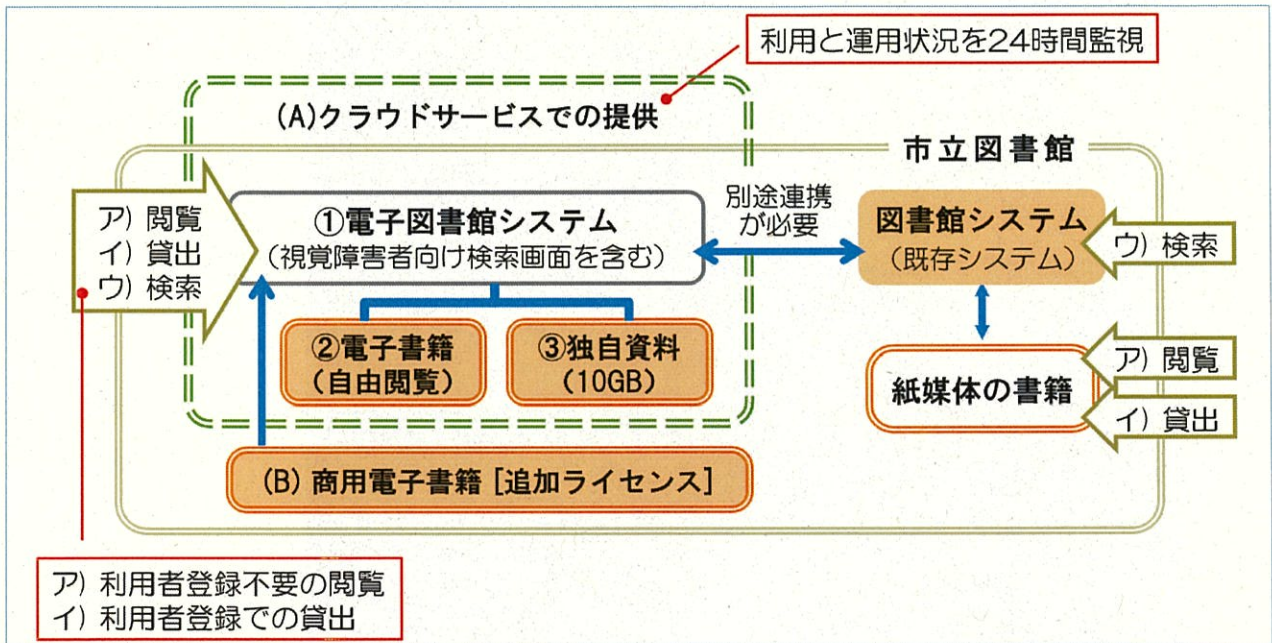 利用と運用状況を24時間監視
(A)クラウドサービスでの提供
市立図書館
ア) 閲覧
イ) 貸出
ウ) 検索
①電子図書館システム
(視覚障害者向け検索画面を含む)
別途連携
が必要
図書館システム
(既存システム)
ウ) 検索
②電子書籍
(自由閲覧)
③独自資料
(10GB)
紙媒体の書籍
ア) 閲覧
イ) 貸出
(B) 商用電子書籍 [追加ライセンス]
ア) 利用者登録不要の閲覧
イ) 利用者登録での貸出